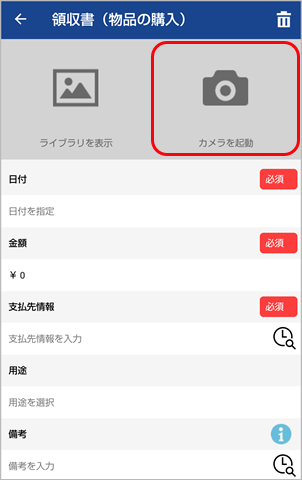 領収書（物品の購入）
ライブラリを表示
カメラを起動
日付
必須
日付を指定
金額
必須
¥ 0
支払先情報
必須
支払先情報を入力
用途
用途を選択
備考
備考を入力